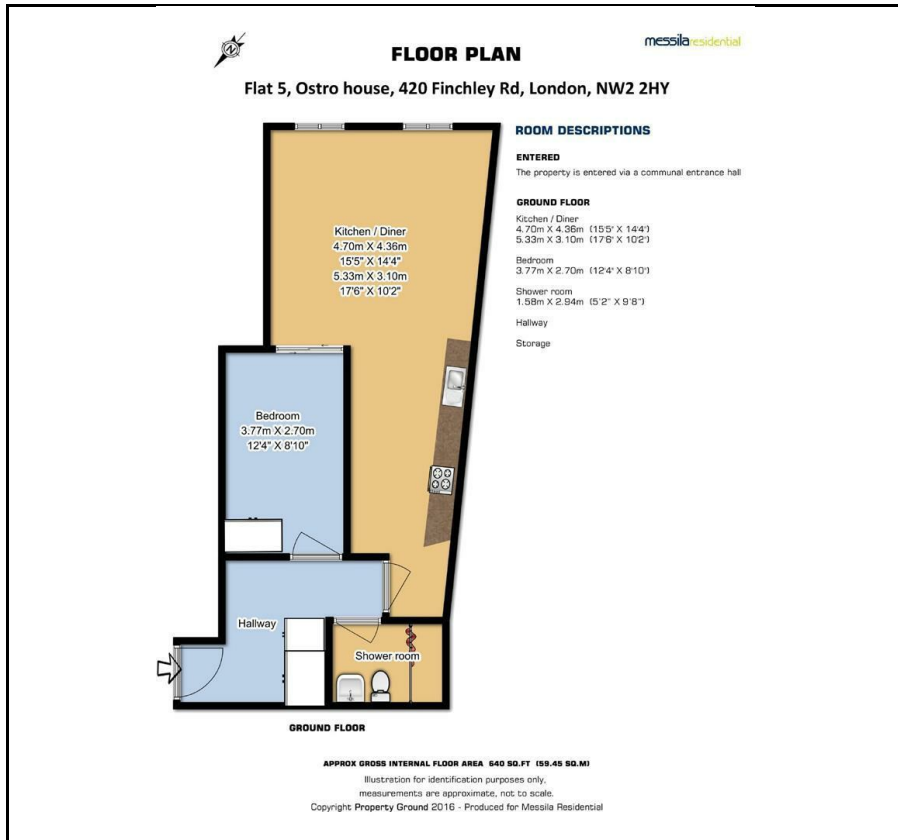 N
messilaresidential
FLOOR PLAN
Flat 5, Ostro house, 420 Finchley Rd, London, NW2 2HY
ROOM DESCRIPTIONS
ENTERED
The property is entered via a communal entrance hall
GROUND FLOOR
Kitchen / Diner
4.70m X 4.36m (15'5" X 14'4")
5.33m X 3.10m (17'6" X 10'2")
Bedroom
3.77m X 2.70m (12'4" X 8'10")
Shower room
1.58m X 2.94m (5'2" X 9'8")
Hallway
Storage
Kitchen / Diner
4.70m X 4.36m
15'5" X 14'4"
5.33m X 3.10m
17'6" X 10'2"
Bedroom
3.77m X 2.70m
12'4" X 8'10"
Hallway
Shower room
GROUND FLOOR
APPROX GROSS INTERNAL FLOOR AREA 640 SQ.FT (59.45 SQ.M)
Illustration for identification purposes only,
measurements are approximate, not to scale.
Copyright Property Ground 2016 - Produced for Messila Residential